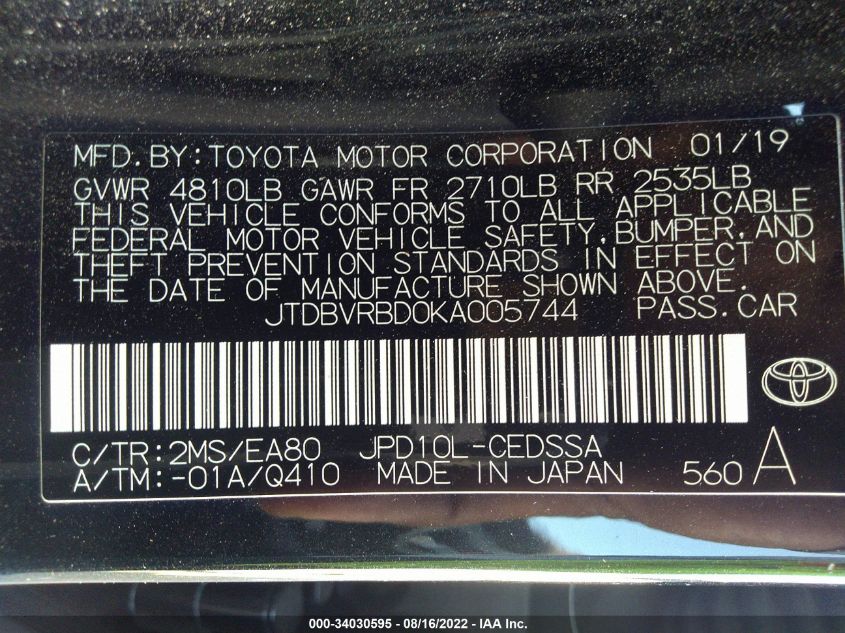 MFD.BY:TOYOTA MOTOR CORPORATION 01/19
GVWR 4810LB GAWR FR 2710LB RR 2535LB
THIS VEHICLE CONFORMS TO ALL APPLICABLE
FEDERAL MOTOR VEHICLE SAFETY,BUMPER,AND
THEFT PREVENTION STANDARDS IN EFFECT ON
THE DATE OF MANUFACTURE SHOWN ABOVE.
JTDBVRBD0KA005744 PASS.CAR
C/TR:2MS/EA80 JPD10L-CEDSSA
A/TM:-01A/Q410 MADE IN JAPAN 560 A
000-34030595 - 08/16/2022 - IAA Inc.